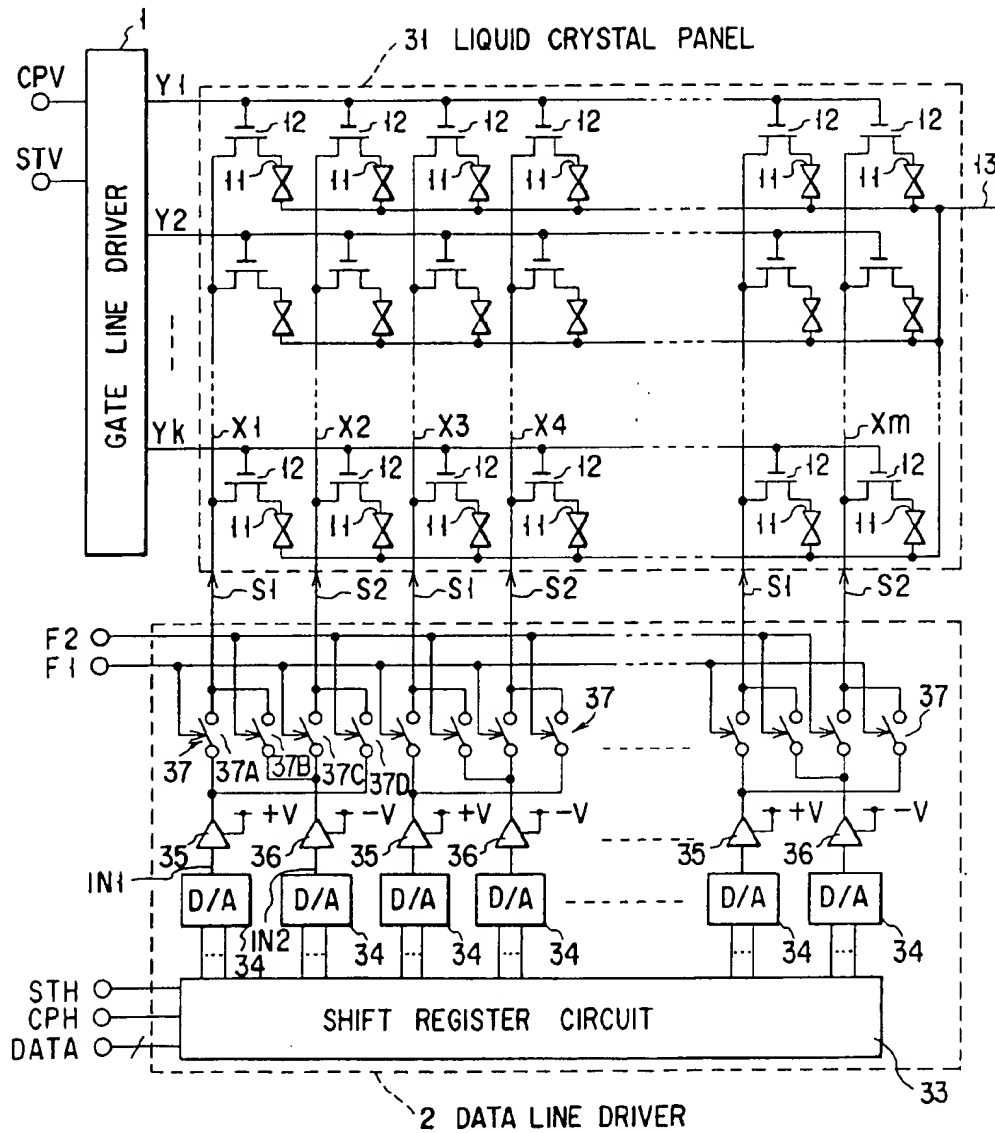 1
31 LIQUID CRYSTAL PANEL
CPV
STV
GATE LINE DRIVER
Y1
12 12 12 12 12 12
11 11 11 11 11 11
13
Y2
Yk
X1 X2 X3 X4 Xm
12 12 12 12 12 12
11 11 11 11 11 11
S1 S2 S1 S2 S1 S2
F2
F1
37 37A 37B 37C 37D 37 37
+V -V +V -V +V -V
35 36 35 36 35 36
IN1 IN2
D/A D/A D/A D/A D/A D/A
34 34 34 34 34 34
STH
CPH
DATA
SHIFT REGISTER CIRCUIT
33
2 DATA LINE DRIVER